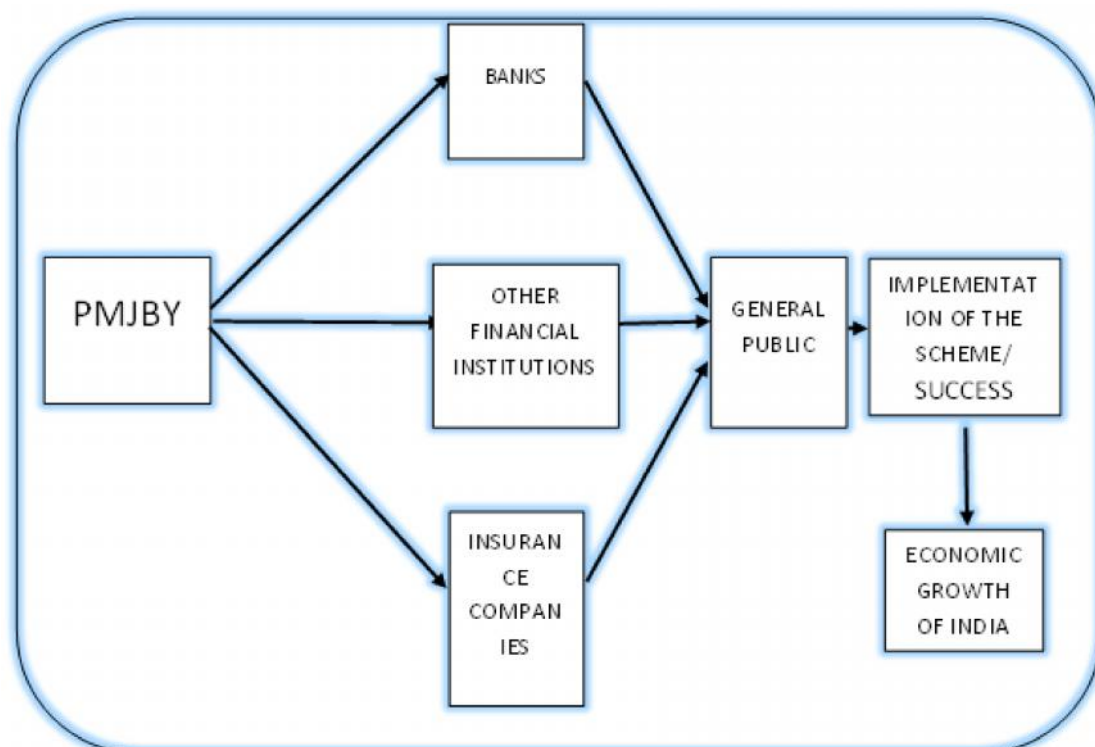 BANKS
PMJBY
OTHER
FINANCIAL
INSTITUTIONS
INSURAN
CE
COMPAN
IES
GENERAL
PUBLIC
IMPLEMENTAT
ION OF THE
SCHEME/
SUCCESS
ECONOMIC
GROWTH
OF INDIA